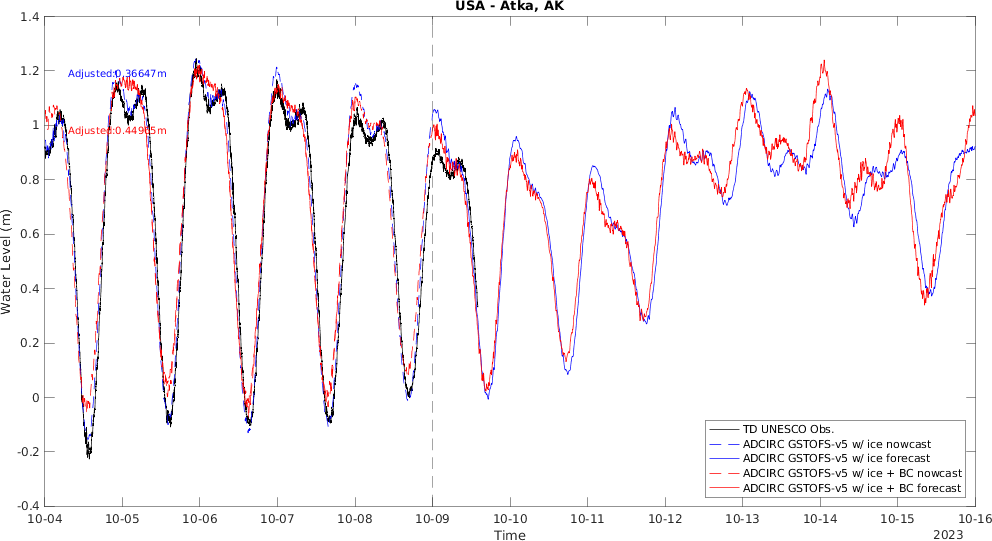 USA - Atka, AK
1.4
1.2
1
0.8
0.6
0.4
0.2
0
-0.2
-0.4
Water Level (m)
Adjusted:0.36647m
Adjusted:0.44905m
TD UNESCO Obs.
ADCIRC GSTOFS-v5 w/ ice nowcast
ADCIRC GSTOFS-v5 w/ ice forecast
ADCIRC GSTOFS-v5 w/ ice + BC nowcast
ADCIRC GSTOFS-v5 w/ ice + BC forecast
10-04 10-05 10-06 10-07 10-08 10-09 10-10 10-11 10-12 10-13 10-14 10-15 10-16
Time
2023